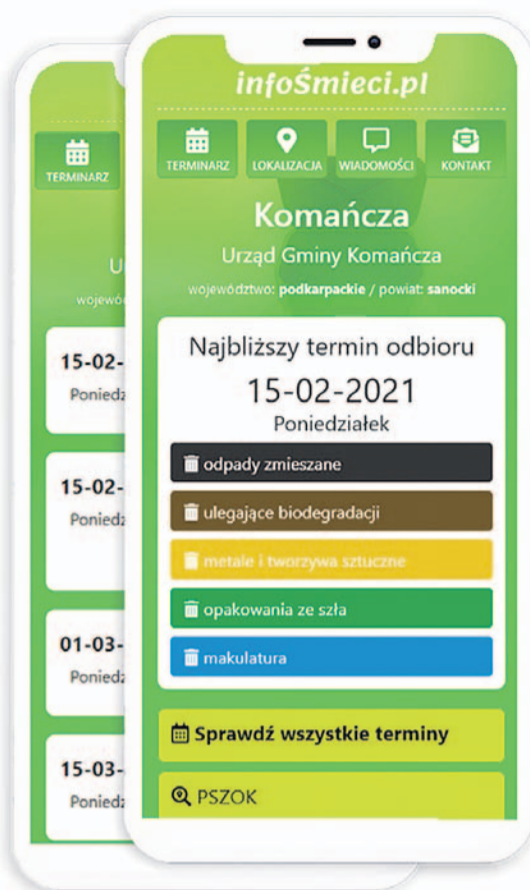 infoŚmieci.pl
TERMINARZ
LOKALIZACJA
WIADOMOŚCI
KONTAKT
Komańcza
Urząd Gminy Komańcza
województwo: podkarpackie / powiat: sanocki
Najbliższy termin odbioru
15-02-2021
Poniedziałek
odpady zmieszane
ulegające biodegradacji
metale i tworzywa sztuczne
opakowania ze szła
makulatura
Sprawdź wszystkie terminy
PSZOK
TERMINARZ
15-02-
15-02-
01-03-
15-03-